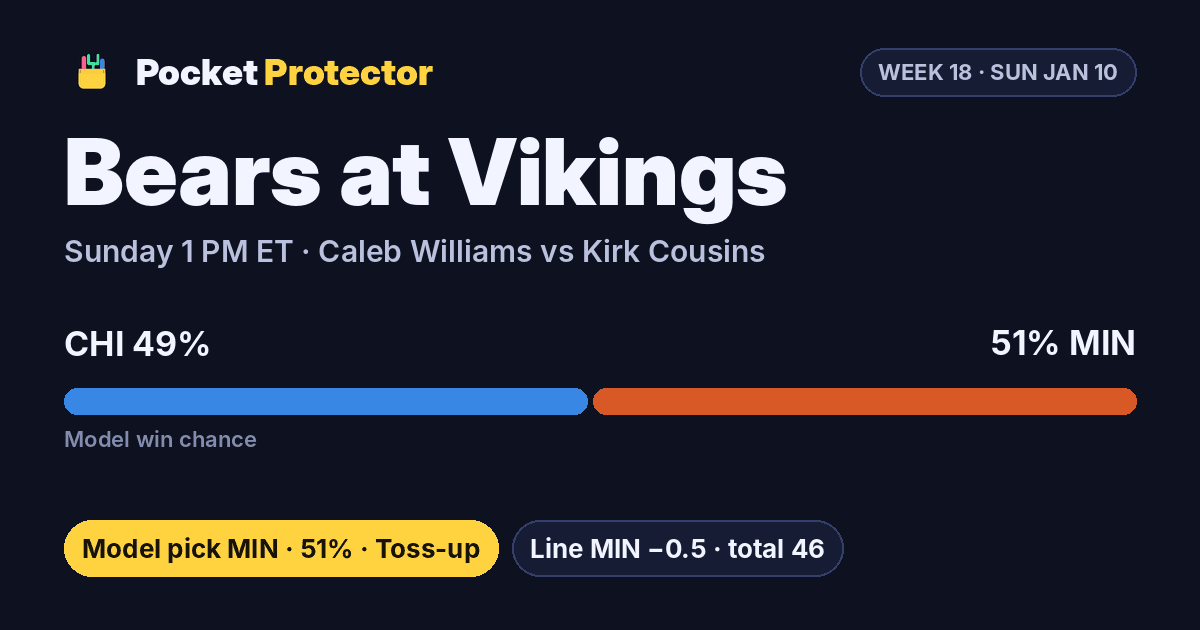 Pocket Protector
WEEK 18 · SUN JAN 10
Bears at Vikings
Sunday 1 PM ET · Caleb Williams vs Kirk Cousins
CHI 49%
51% MIN
Model win chance
Model pick MIN · 51% · Toss-up
Line MIN −0.5 · total 46